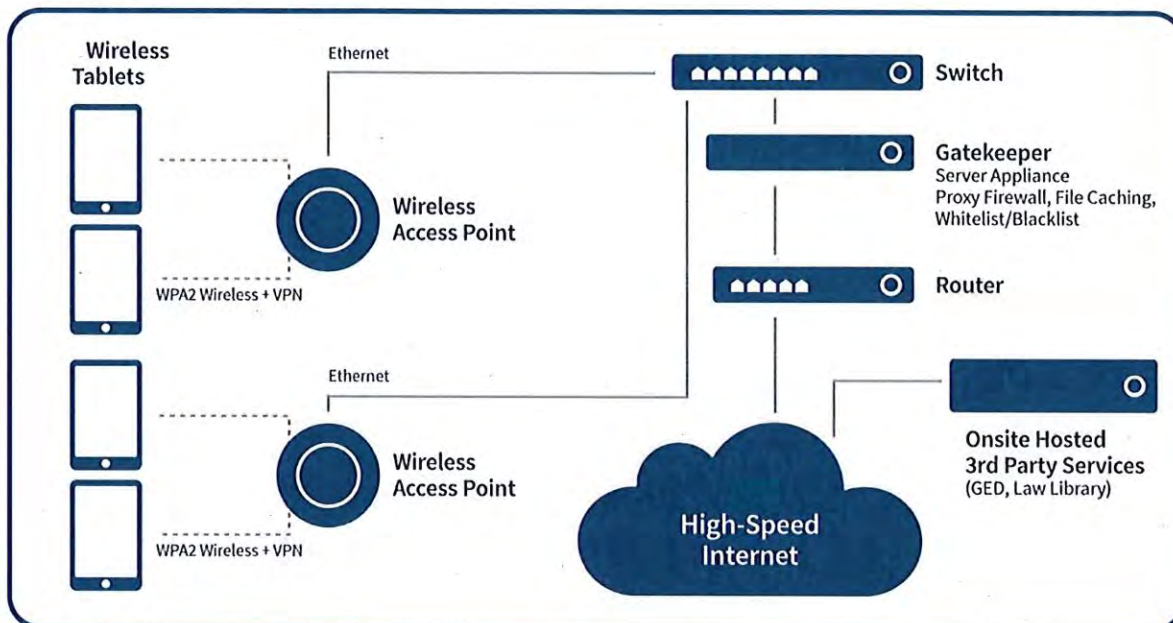 Wireless
Tablets
Ethernet
Wireless
Access Point
WPA2 Wireless + VPN
Ethernet
Wireless
Access Point
WPA2 Wireless + VPN
Switch
Gatekeeper
Server Appliance
Proxy Firewall, File Caching,
Whitelist/Blacklist
Router
Onsite Hosted
3rd Party Services
(GED, Law Library)
High-Speed
Internet